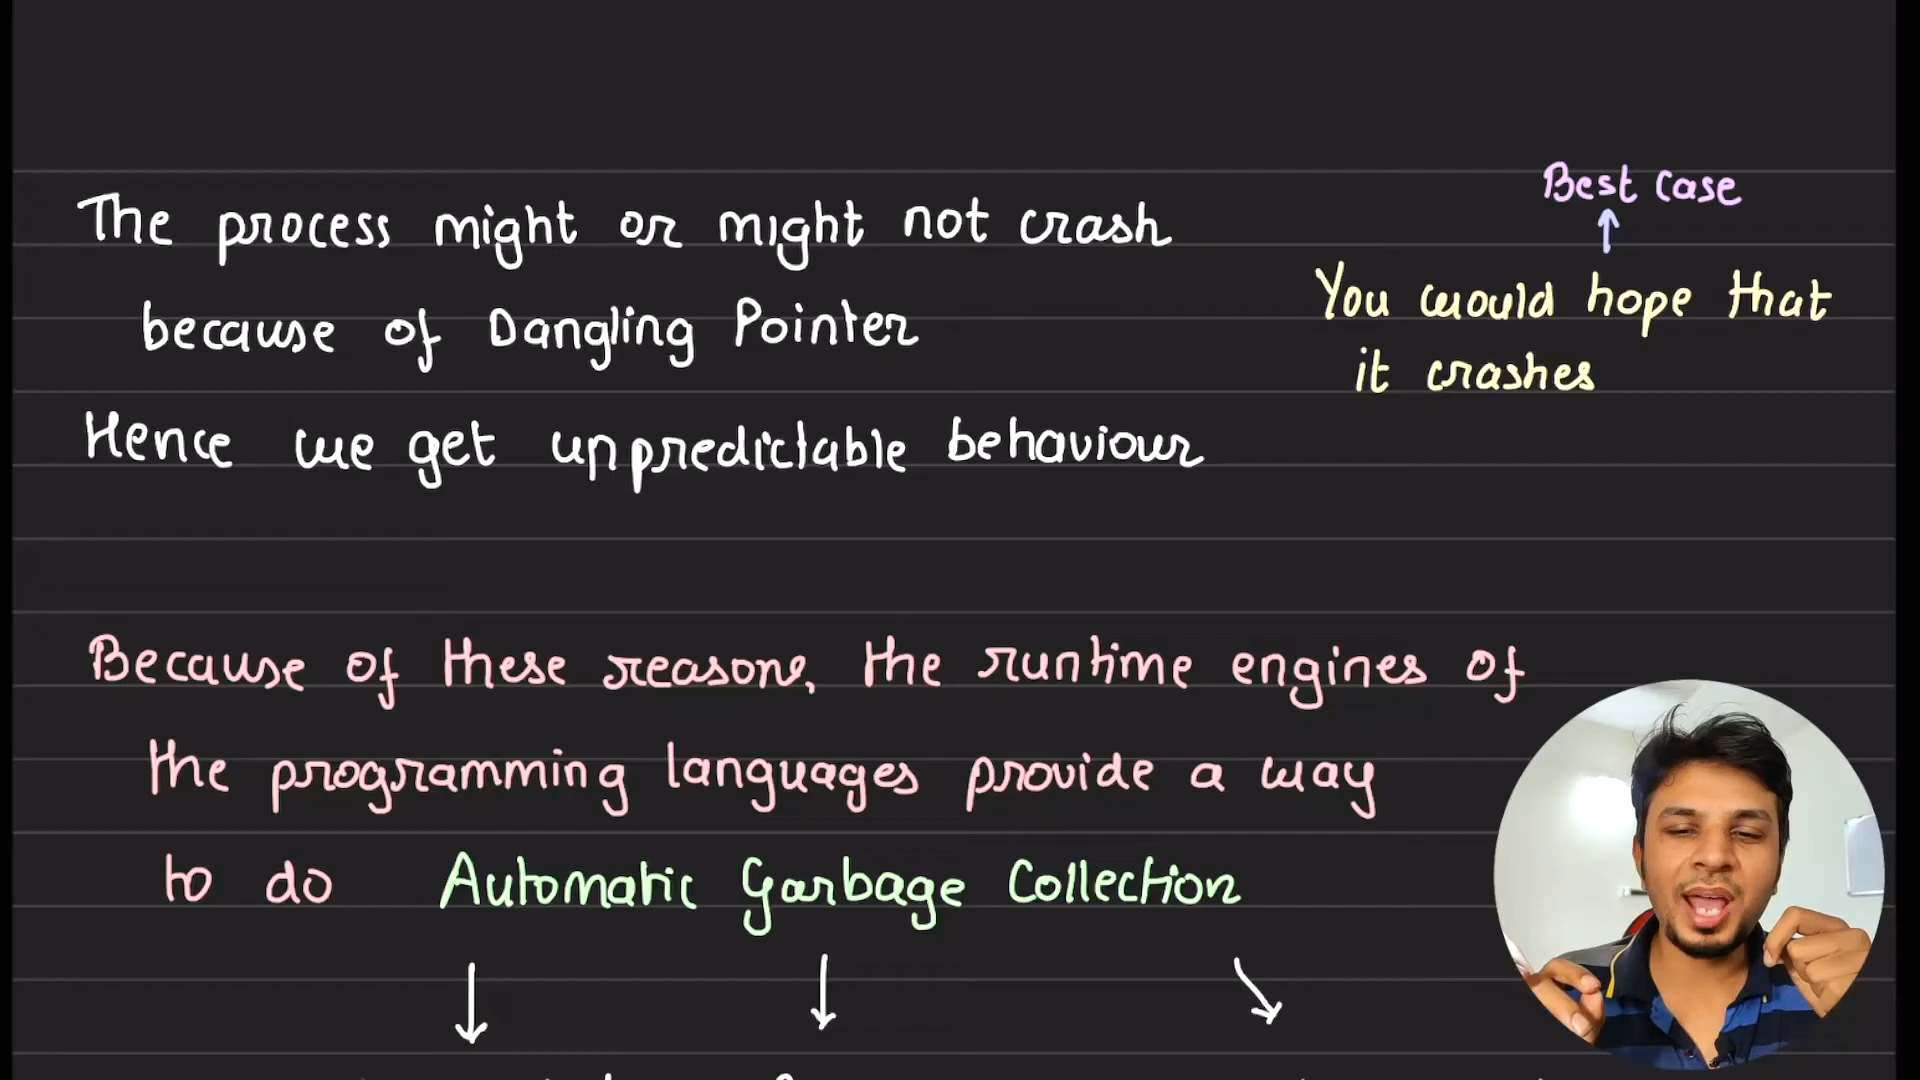 The process might or might not crash
because of Dangling Pointer
Hence we get unpredictable behaviour
Best case
You would hope that
it crashes
Because of these reasons, the runtime engines of
the programming languages provide a way
to do Automatic Garbage Collection